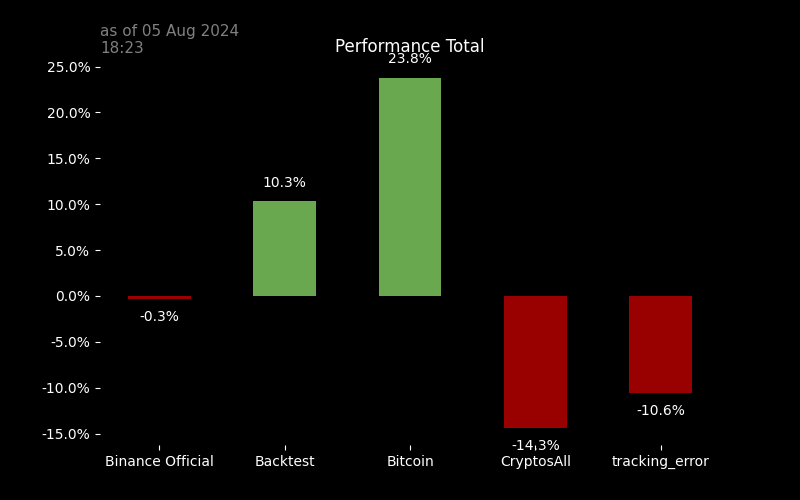 as of 05 Aug 2024
18:23
Performance Total
25.0%
20.0%
15.0%
10.0%
5.0%
0.0%
-5.0%
-10.0%
-15.0%
23.8%
10.3%
-0.3%
-14.3%
-10.6%
Binance Official
Backtest
Bitcoin
CryptosAll
tracking_error